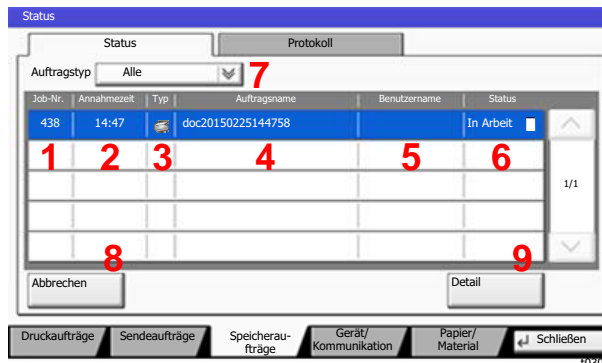 Status
Status Protokoll
Auftragstyp Alle 7
Job-Nr. Annahmezeit Typ Auftragsname Benutzername Status
438 14:47 doc20150225144758 In Arbeit
1 2 3 4 5 6
1/1
8 9
Abbrechen Detail
Druckaufträge Sendeaufträge Speicherau-
fträge Gerät/
Kommunikation Papier/
Material Schließen